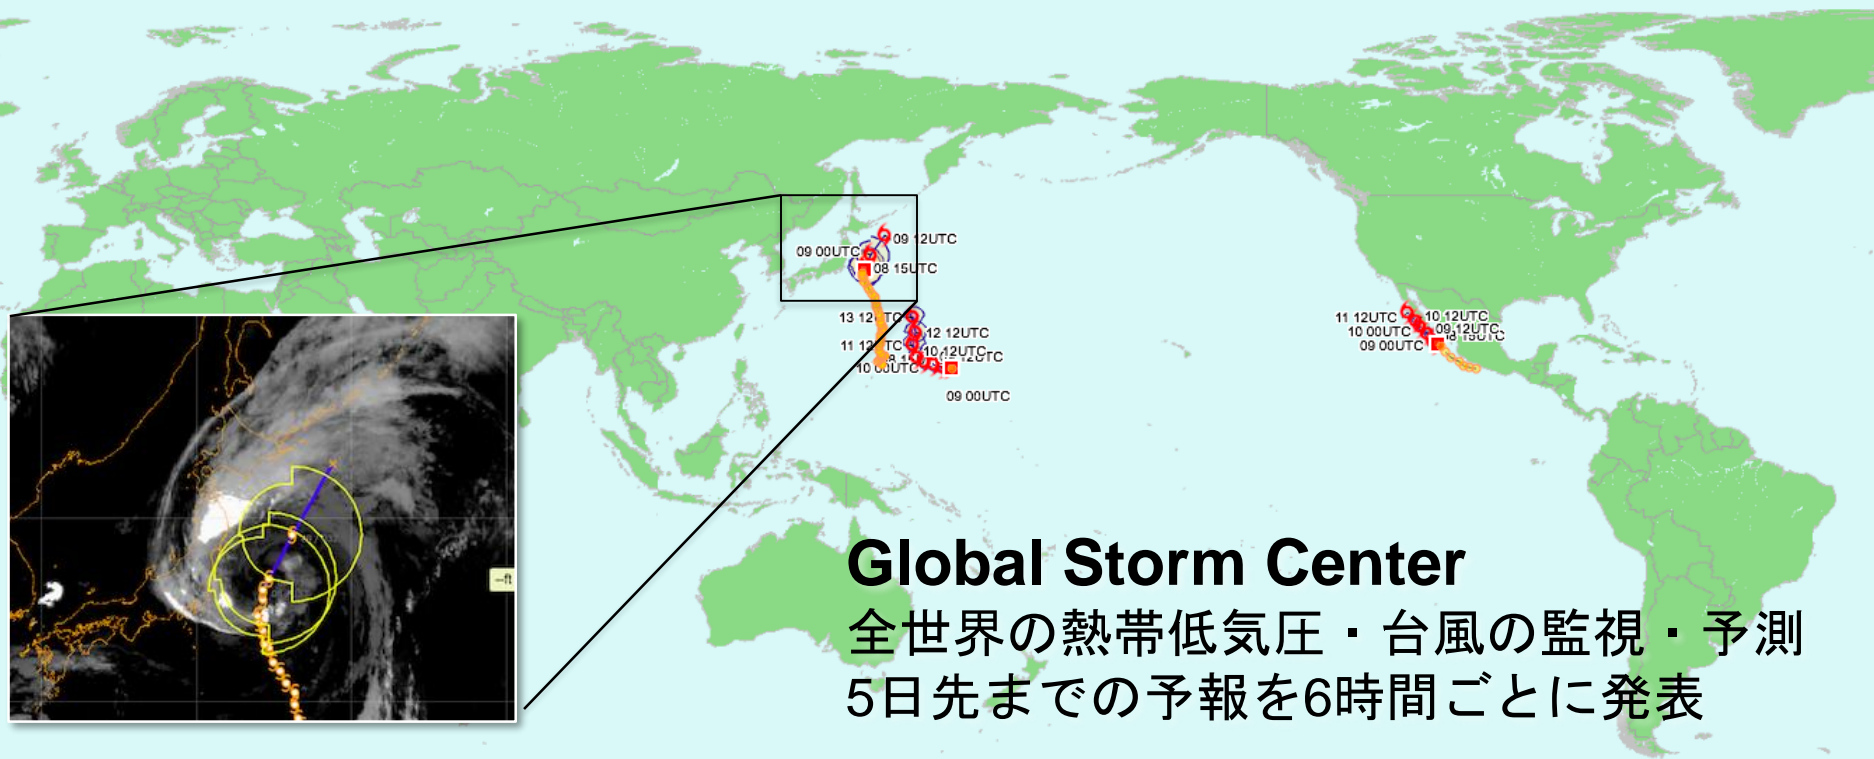 09 12UTC
09 00UTC
08 15UTC
13 12UTC
12 12UTC
11 12UTC
10 12UTC
10 00UTC
09 00UTC
11 12UTC
10 12UTC
10 00UTC
09 12UTC
09 00UTC
Global Storm Center
全世界の熱帯低気圧・台風の監視・予測
5日先までの予報を6時間ごとに発表